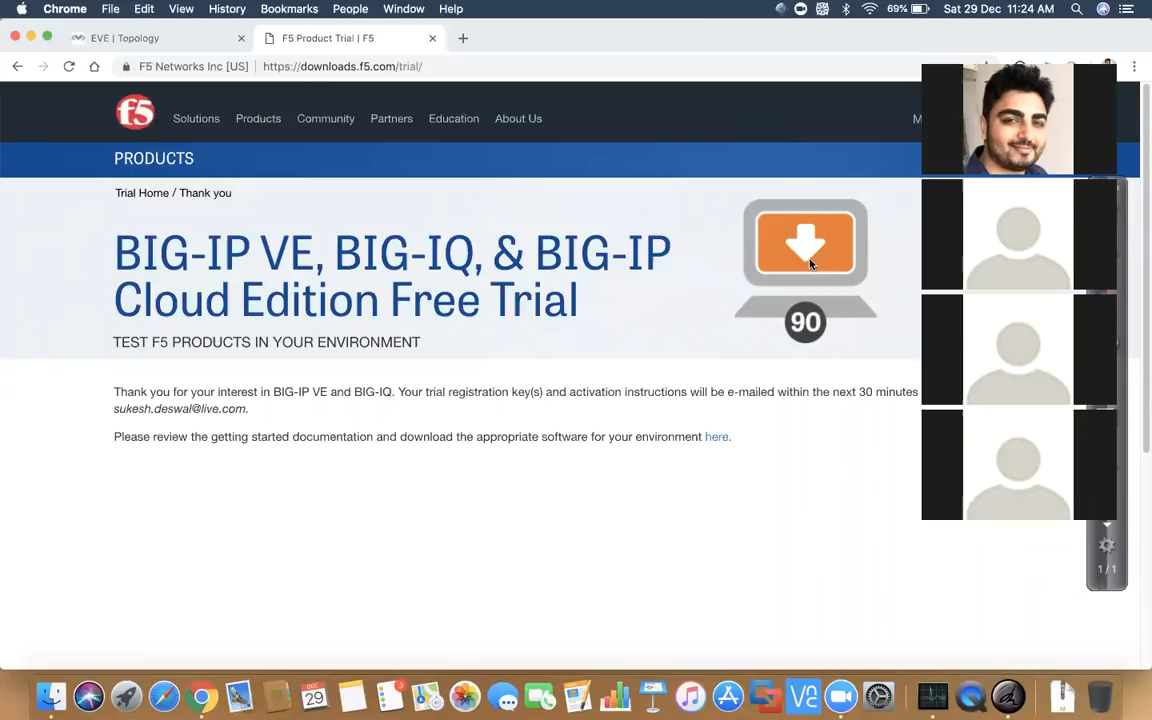 Chrome File Edit View History Bookmarks People Window Help 69% Sat 29 Dec 11:24 AM
EVE | Topology F5 Product Trial | F5
F5 Networks Inc [US] https://downloads.f5.com/trial/
f5 Solutions Products Community Partners Education About Us M
PRODUCTS
Trial Home / Thank you
BIG-IP VE, BIG-IQ, & BIG-IP
Cloud Edition Free Trial
90
TEST F5 PRODUCTS IN YOUR ENVIRONMENT
Thank you for your interest in BIG-IP VE and BIG-IQ. Your trial registration key(s) and activation instructions will be e-mailed within the next 30 minutes
sukesh.deswal@live.com.
Please review the getting started documentation and download the appropriate software for your environment here.
1/1
DEC
29
3
VC